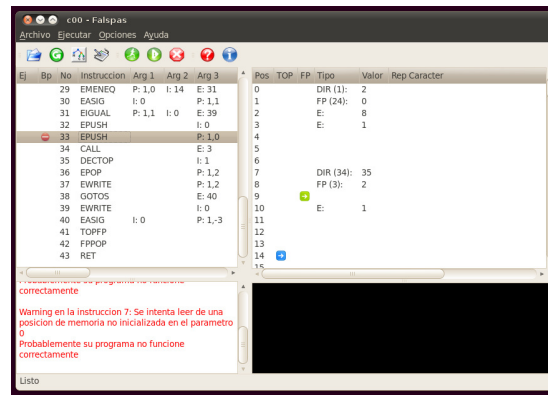 c00 - Falspas
Archivo Ejecutar Opciones Ayuda
Ej Bp No Instruccion Arg 1 Arg 2 Arg 3
29 EMENEQ P: 1,0 I: 14 E: 31
30 EASIG I: 0 P: 1,1
31 EIGUAL P: 1,1 I: 0 E: 39
32 EPUSH I: 0
33 EPUSH P: 1,0
34 CALL E: 3
35 DECTOP I: 1
36 EPOP P: 1,2
37 EWRITE P: 1,2
38 GOTOS E: 40
39 EWRITE I: 0
40 EASIG I: 0 P: 1,-3
41 TOPFP
42 FPPOP
43 RET
Pos TOP FP Tipo Valor Rep Caracter
0 DIR (1): 2
1 FP (24): 0
2 E: 8
3 E: 1
4
5
6
7 DIR (34): 35
8 FP (3): 2
9
10 E: 1
11
12
13
14
15
Probablemente su programa no funcione
correctamente
Warning en la instruccion 7: Se intenta leer de una
posicion de memoria no inicializada en el parametro
0
Probablemente su programa no funcione
correctamente
Listo